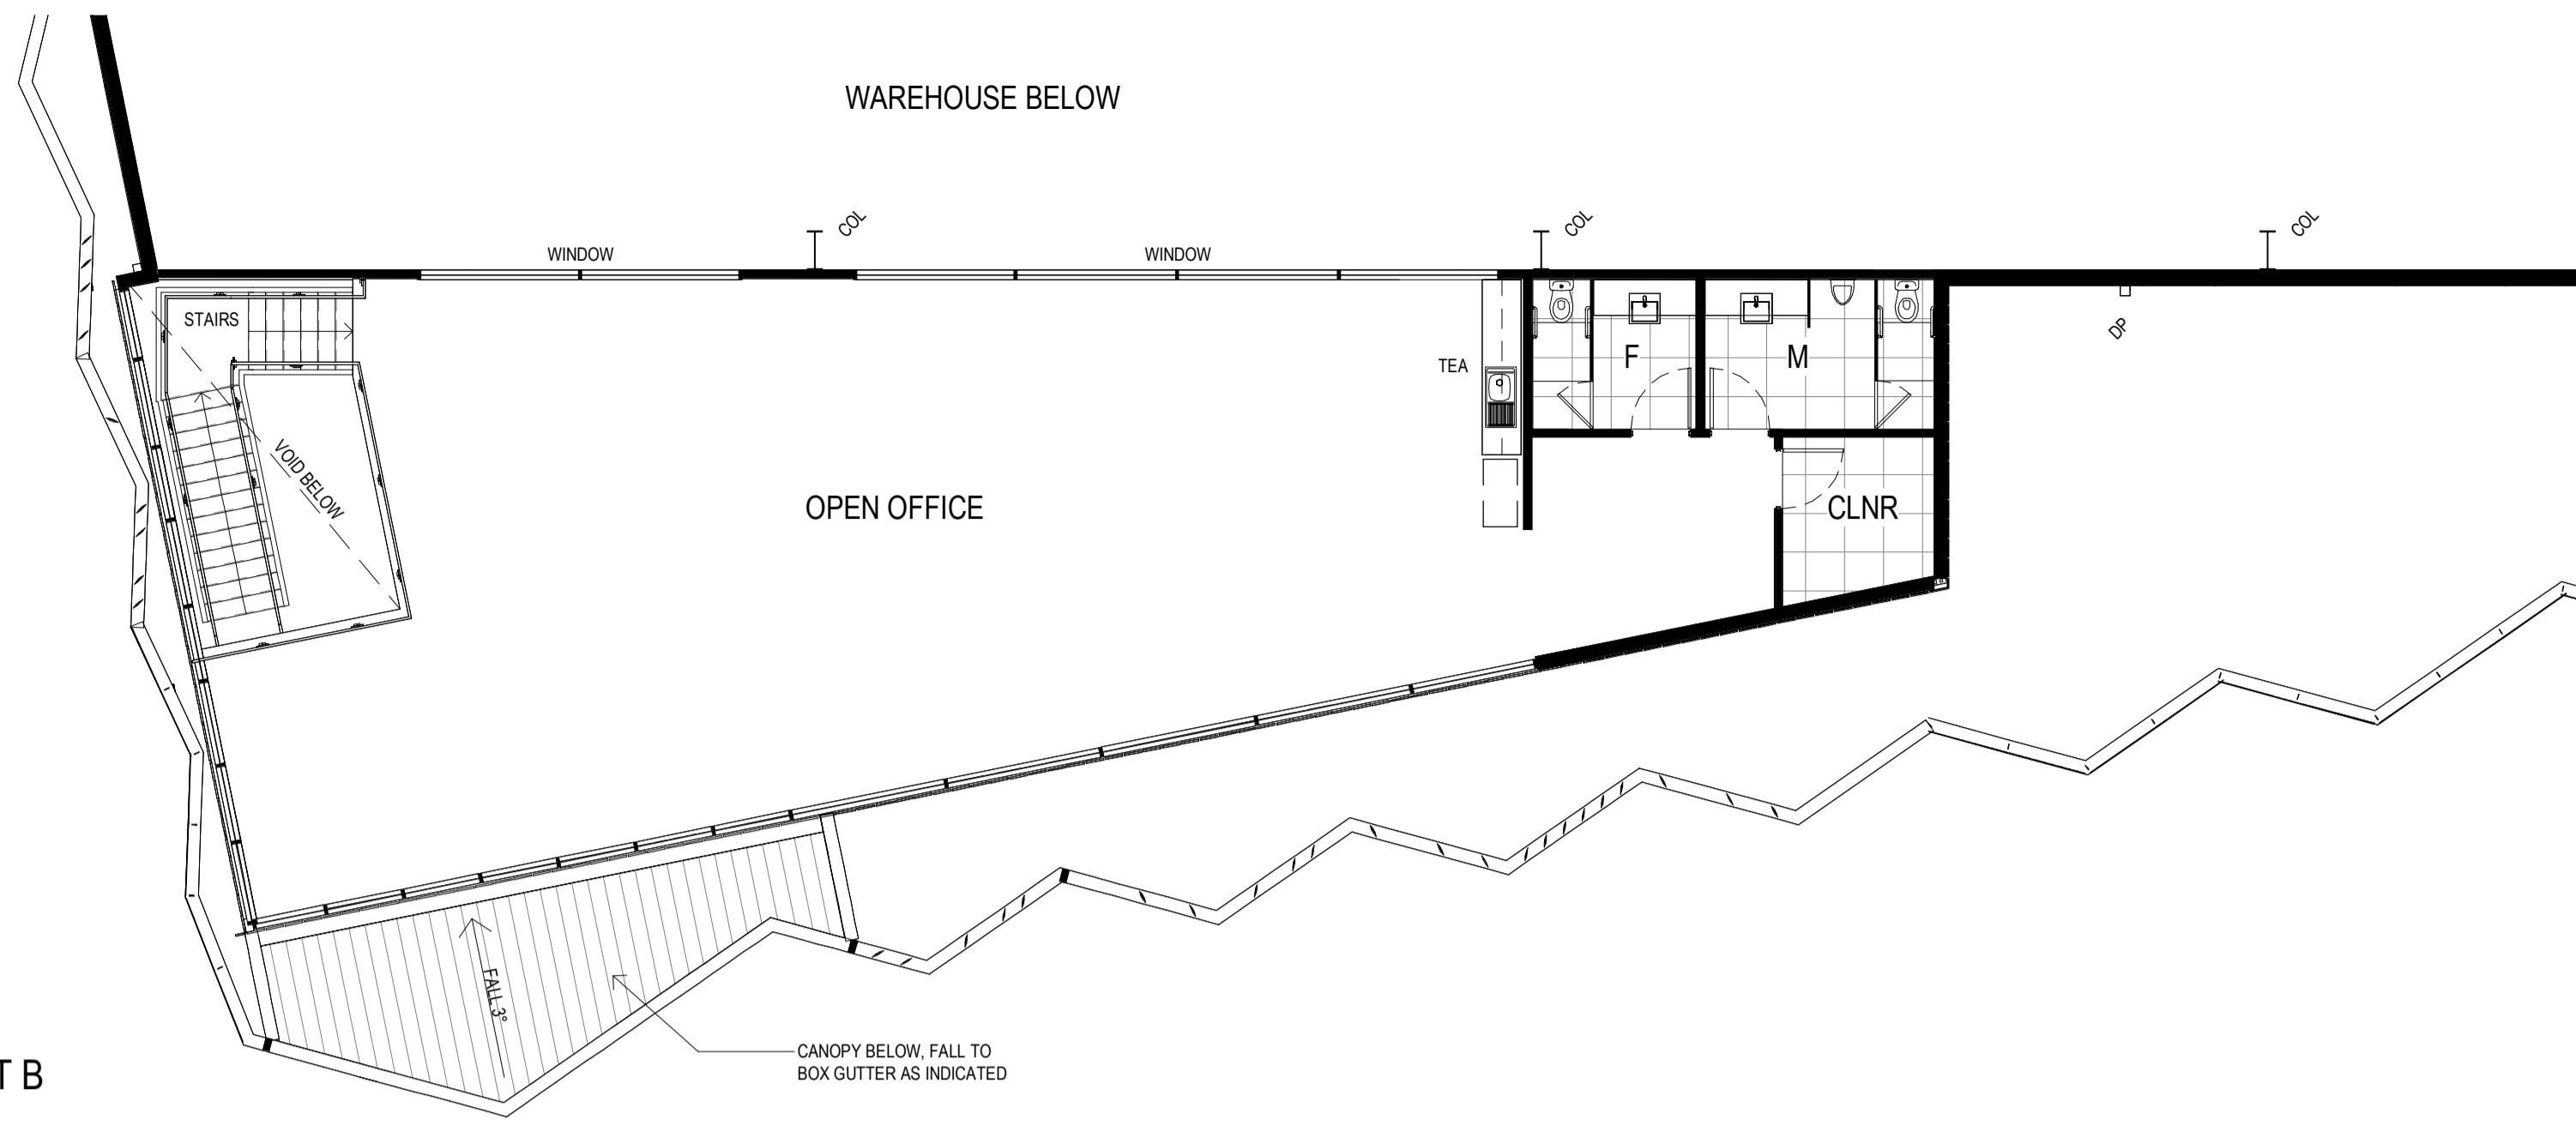 WAREHOUSE BELOW
COL
COL
COL
WINDOW
WINDOW
STAIRS
DP
F
M
TEA
VOID BELOW
OPEN OFFICE
CLNR
FALL 3°
CANOPY BELOW, FALL TO
BOX GUTTER AS INDICATED
T B